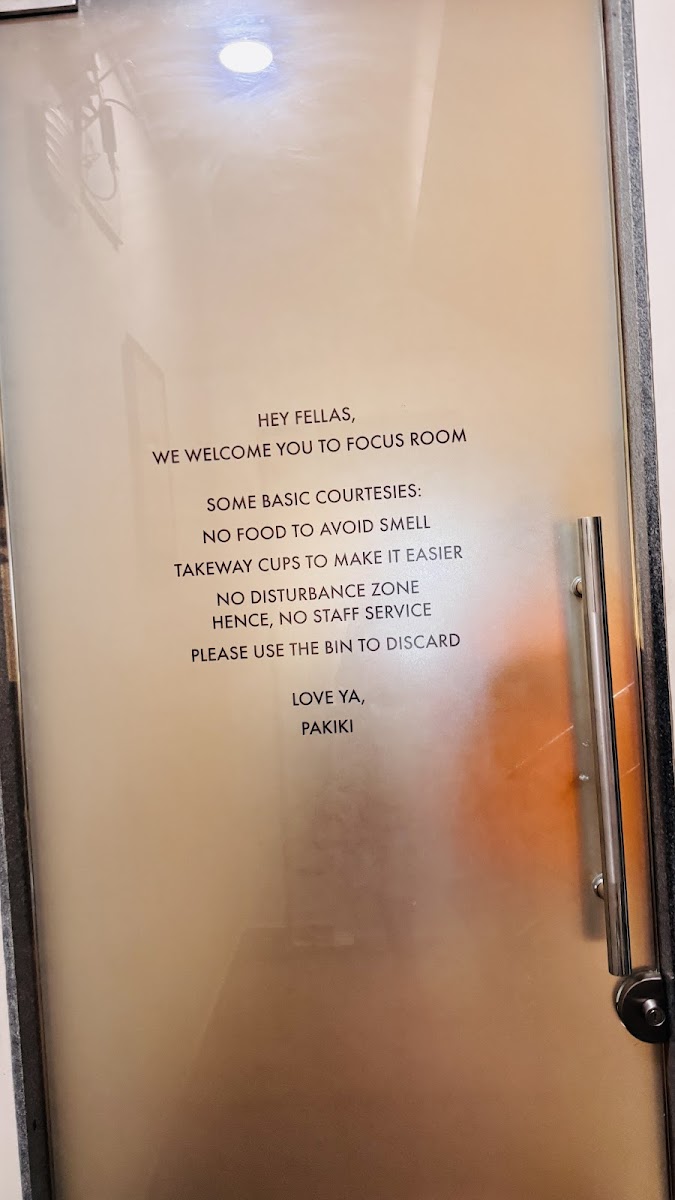 HEY FELLAS,
WE WELCOME YOU TO FOCUS ROOM
SOME BASIC COURTESIES:
NO FOOD TO AVOID SMELL
TAKEWAY CUPS TO MAKE IT EASIER
NO DISTURBANCE ZONE
HENCE, NO STAFF SERVICE
PLEASE USE THE BIN TO DISCARD
LOVE YA,
PAKIKI